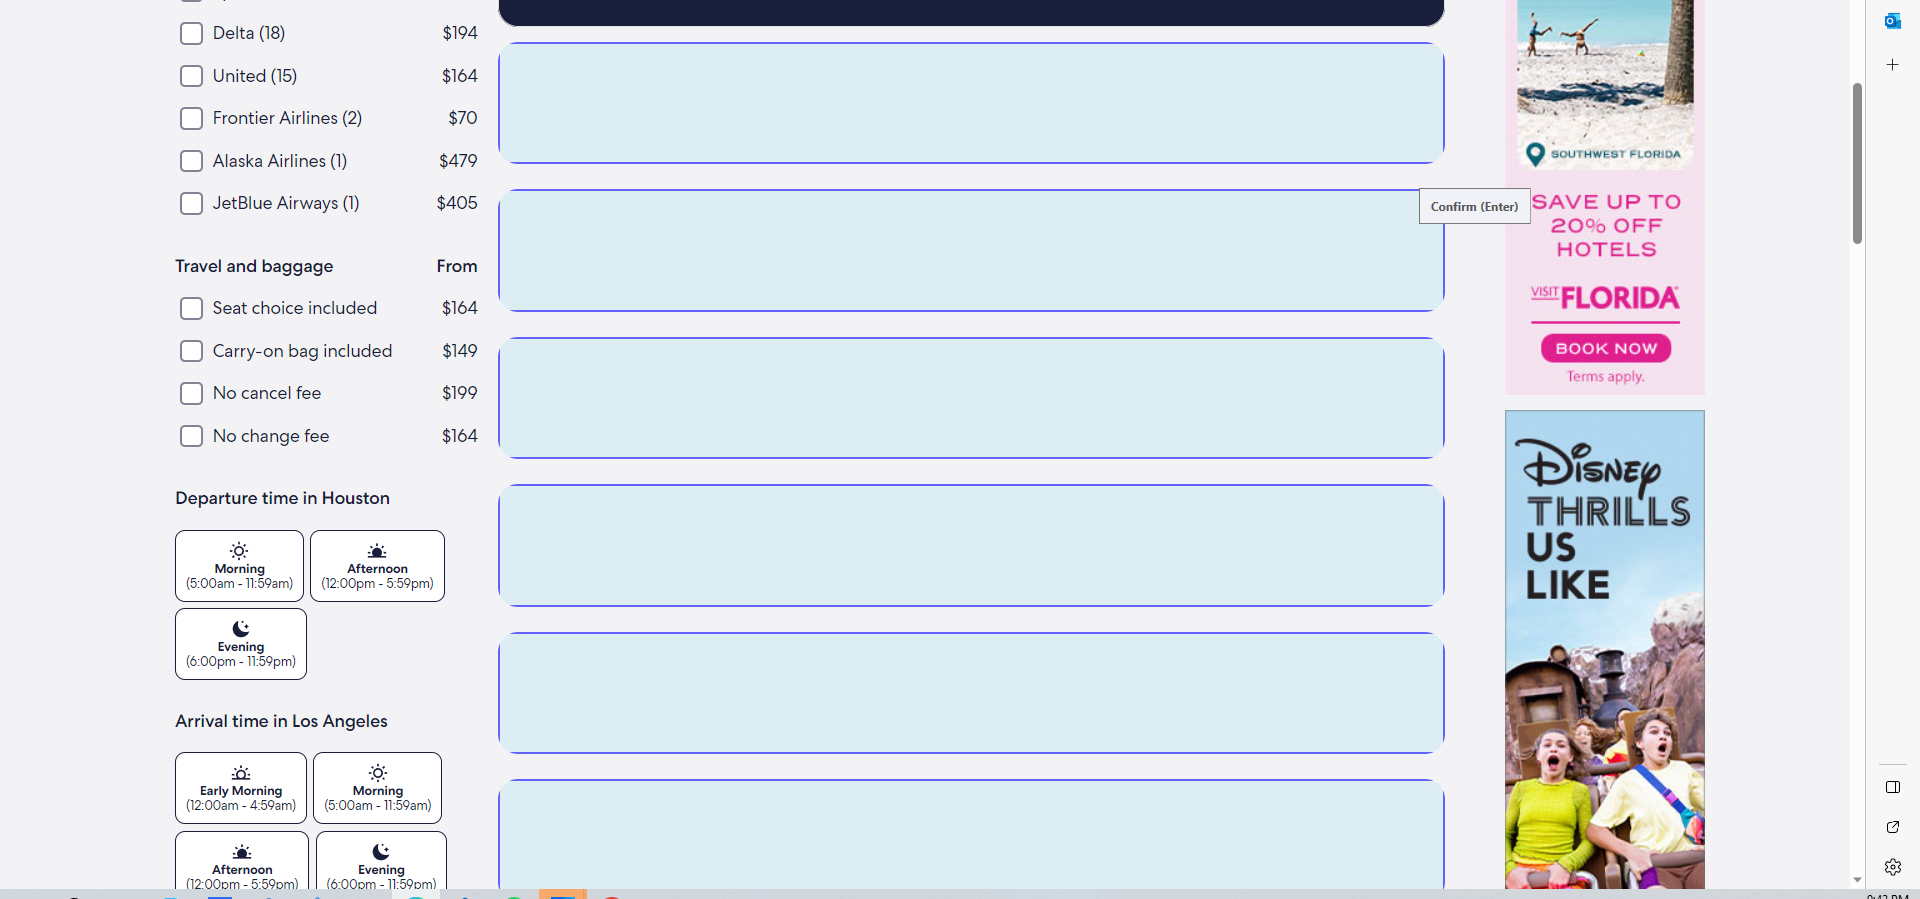 Delta (18) $194
United (15) $164
Frontier Airlines (2) $70
Alaska Airlines (1) $479
JetBlue Airways (1) $405
Travel and baggage From
Seat choice included $164
Carry-on bag included $149
No cancel fee $199
No change fee $164
Departure time in Houston
Morning
(5:00am - 11:59am)
Afternoon
(12:00pm - 5:59pm)
Evening
(6:00pm - 11:59pm)
Arrival time in Los Angeles
Early Morning
(12:00am - 4:59am)
Morning
(5:00am - 11:59am)
Afternoon
(12:00pm - 5:59pm)
Evening
(6:00pm - 11:59pm)
Confirm (Enter)
SOUTHWEST FLORIDA
SAVE UP TO
20% OFF
HOTELS
VISIT FLORIDA
BOOK NOW
Terms apply.
Disney
THRILLS
US
LIKE